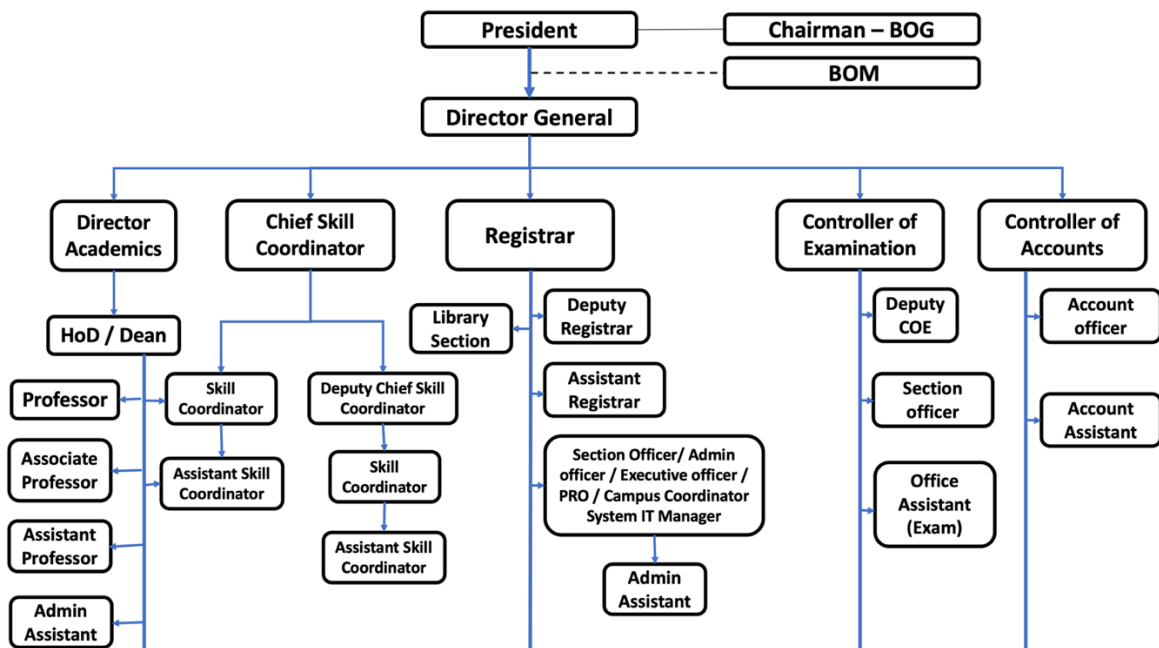 President
Chairman – BOG
BOM
Director General
Director
Academics
Chief Skill
Coordinator
Registrar
Controller of
Examination
Controller of
Accounts
HoD / Dean
Library
Section
Deputy
Registrar
Deputy
COE
Account
officer
Professor
Skill
Coordinator
Deputy Chief Skill
Coordinator
Assistant
Registrar
Section
officer
Account
Assistant
Associate
Professor
Assistant Skill
Coordinator
Skill
Coordinator
Section Officer/ Admin
officer / Executive officer /
PRO / Campus Coordinator
System IT Manager
Office
Assistant
(Exam)
Assistant
Professor
Assistant Skill
Coordinator
Admin
Assistant
Admin
Assistant